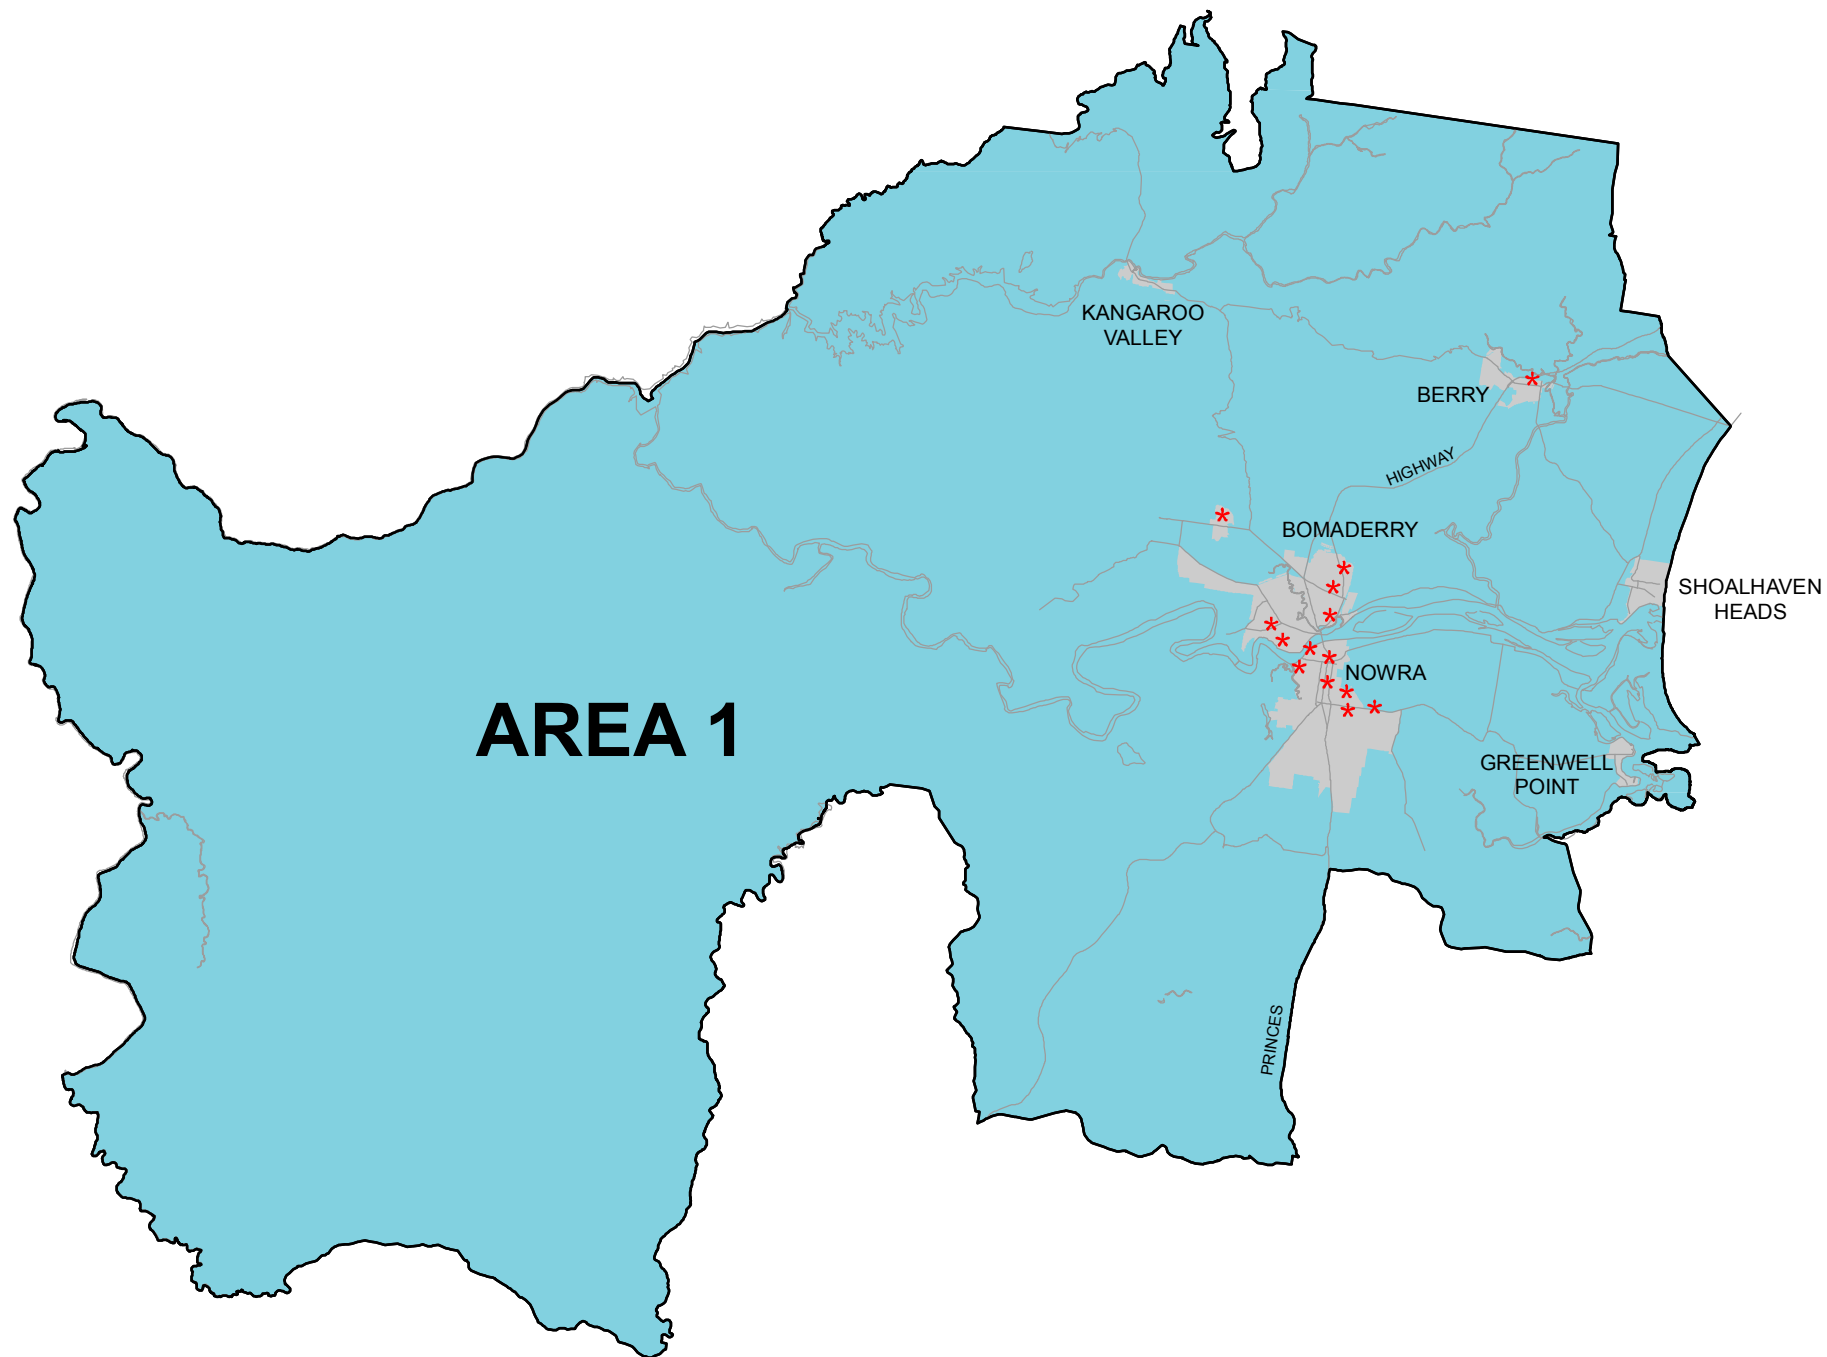 KANGAROO
VALLEY
BERRY
HIGHWAY
BOMADERRY
SHOALHAVEN
HEADS
NOWRA
AREA 1
GREENWELL
POINT
PRINCES